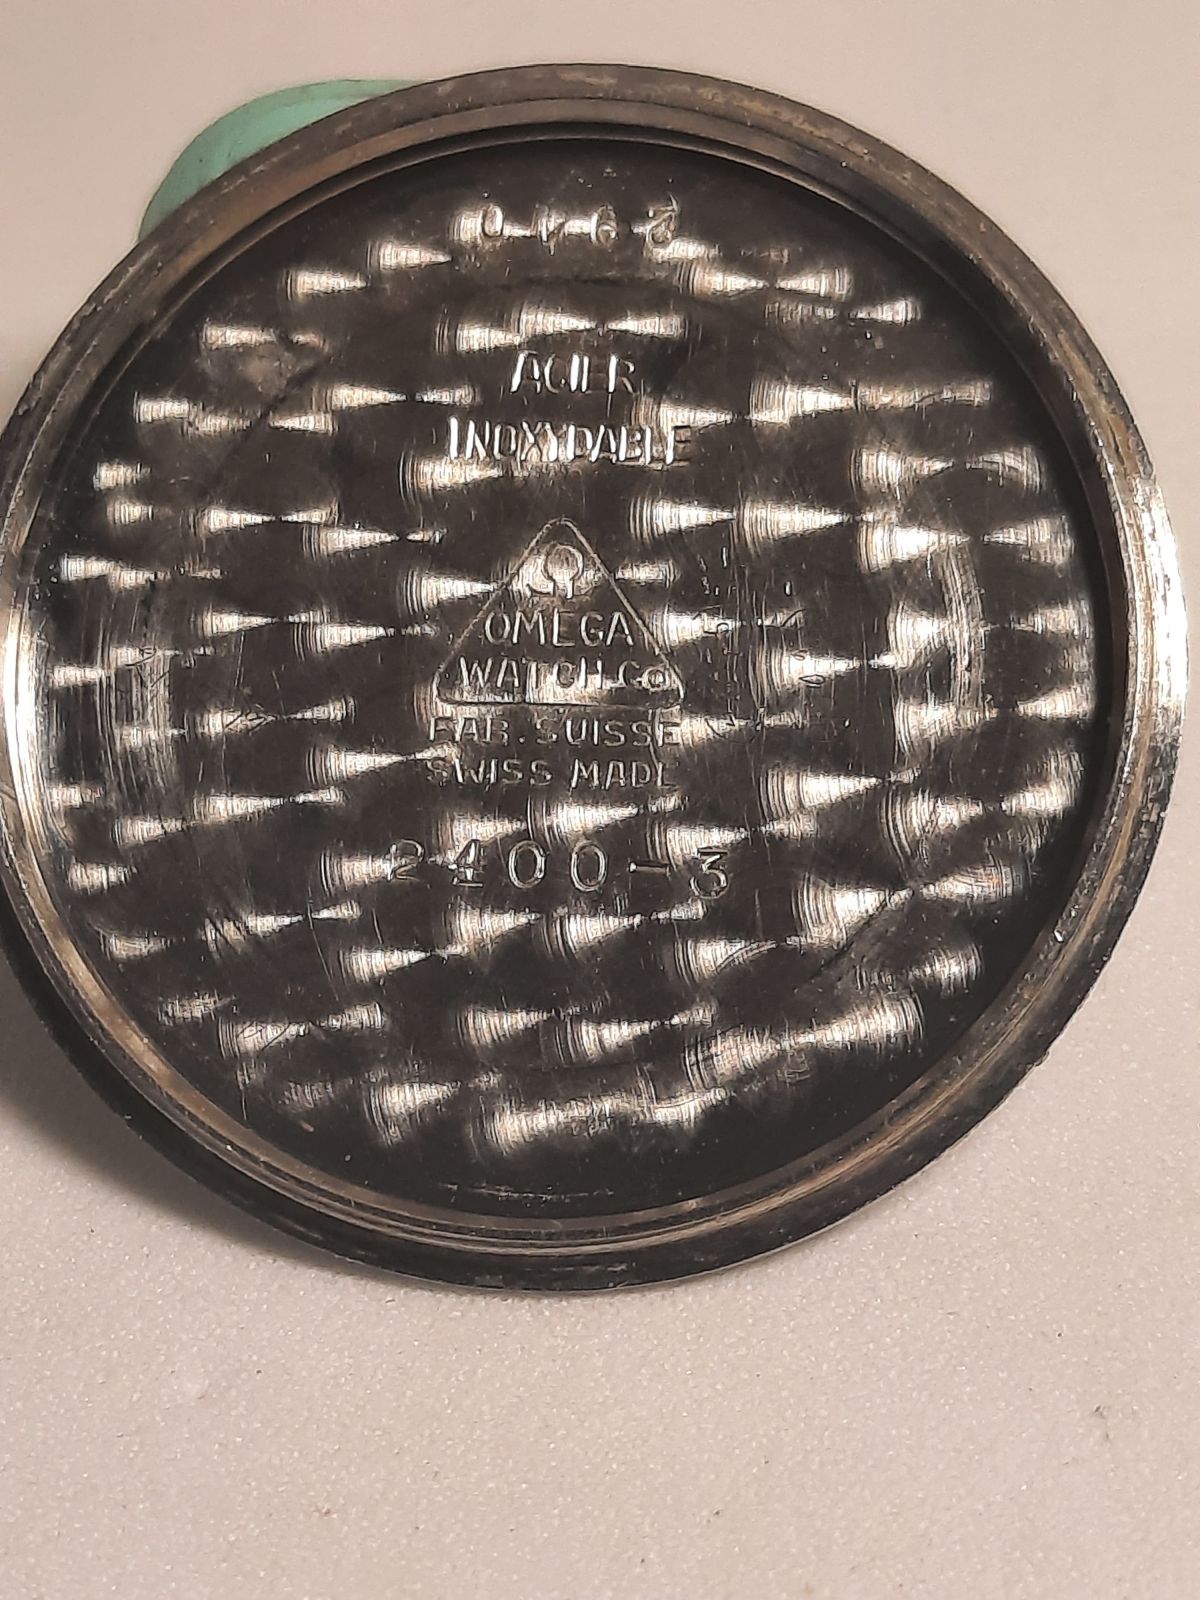 ACIER
INOXYDABLE
Ω
OMEGA
WATCH Co
FAB. SUISSE
SWISS MADE
2400-3